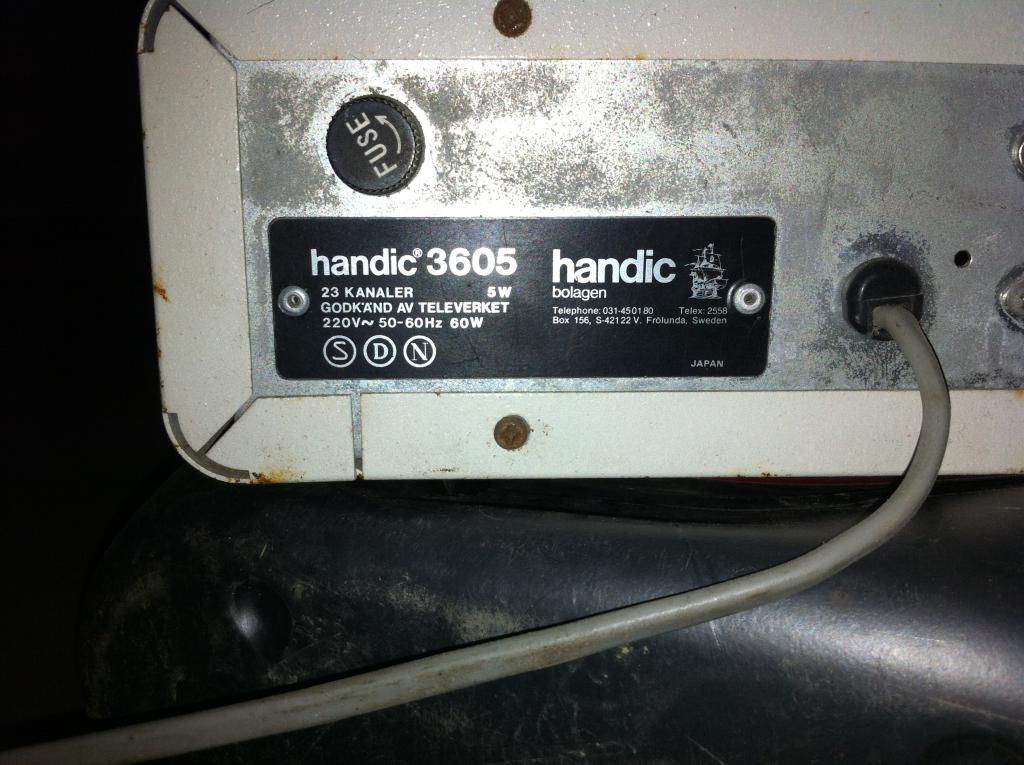 FUSE
handic® 3605
23 KANALER 5W
GODKÄND AV TELEVERKET
220V~ 50-60Hz 60W
S D N
handic
bolagen
Telephone: 031-450180 Telex: 2558
Box 156, S-42122 V. Frölunda, Sweden
JAPAN